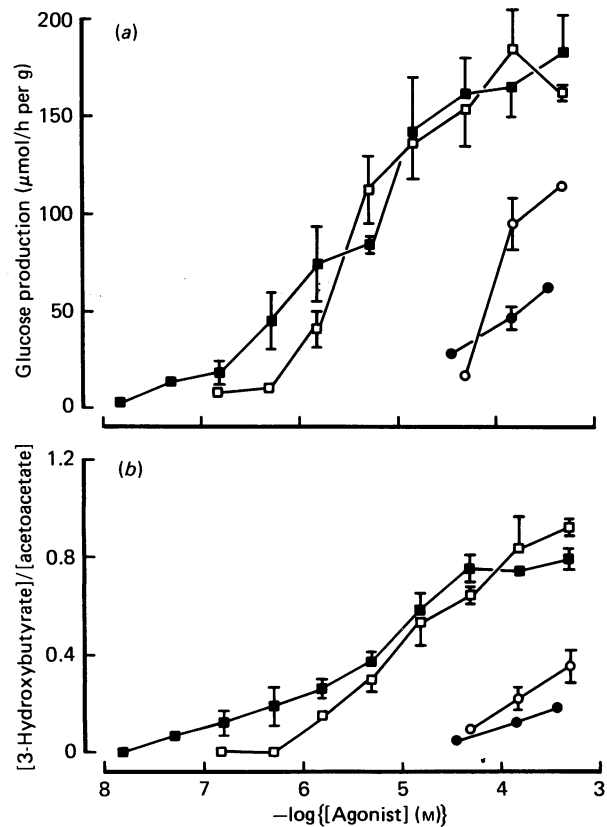 (a)
Glucose production (μmol/h per g)
200
150
100
50
0
(b)
[3-Hydroxybutyrate]/[acetoacetate]
1.2
0.8
0.4
0
8 7 6 5 4 3
−log{[Agonist] (M)}